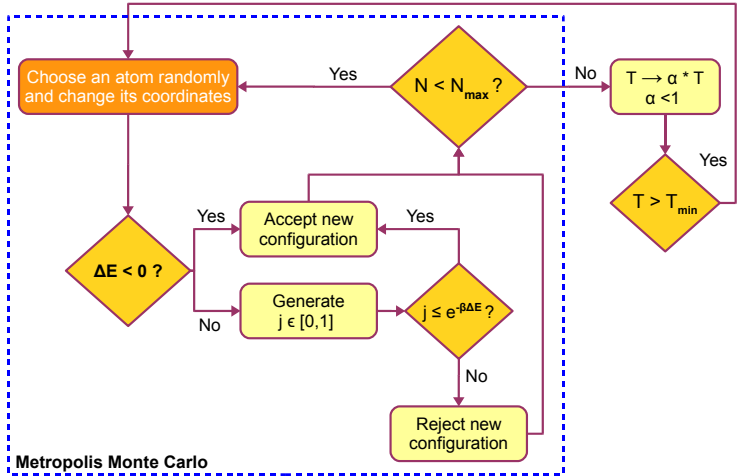 Choose an atom randomly
and change its coordinates
Yes
N < Nmax ?
No
T → α * T
α <1
Yes
T > Tmin
ΔE < 0 ?
Yes
Accept new
configuration
Yes
No
Generate
j ϵ [0,1]
j ≤ e^-βΔE ?
No
Reject new
configuration
Metropolis Monte Carlo